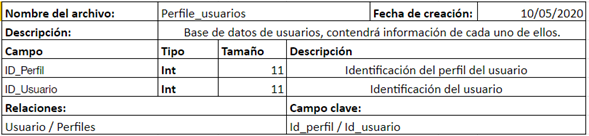 Nombre del archivo: Perfile_usuarios Fecha de creación: 10/05/2020
Descripción: Base de datos de usuarios, contendrá información de cada uno de ellos.
Campo Tipo Tamaño Descripción
ID_Perfil Int 11 Identificación del perfil del usuario
ID_Usuario Int 11 Identificación del usuario
Relaciones: Campo clave:
Usuario / Perfiles Id_perfil / Id_usuario